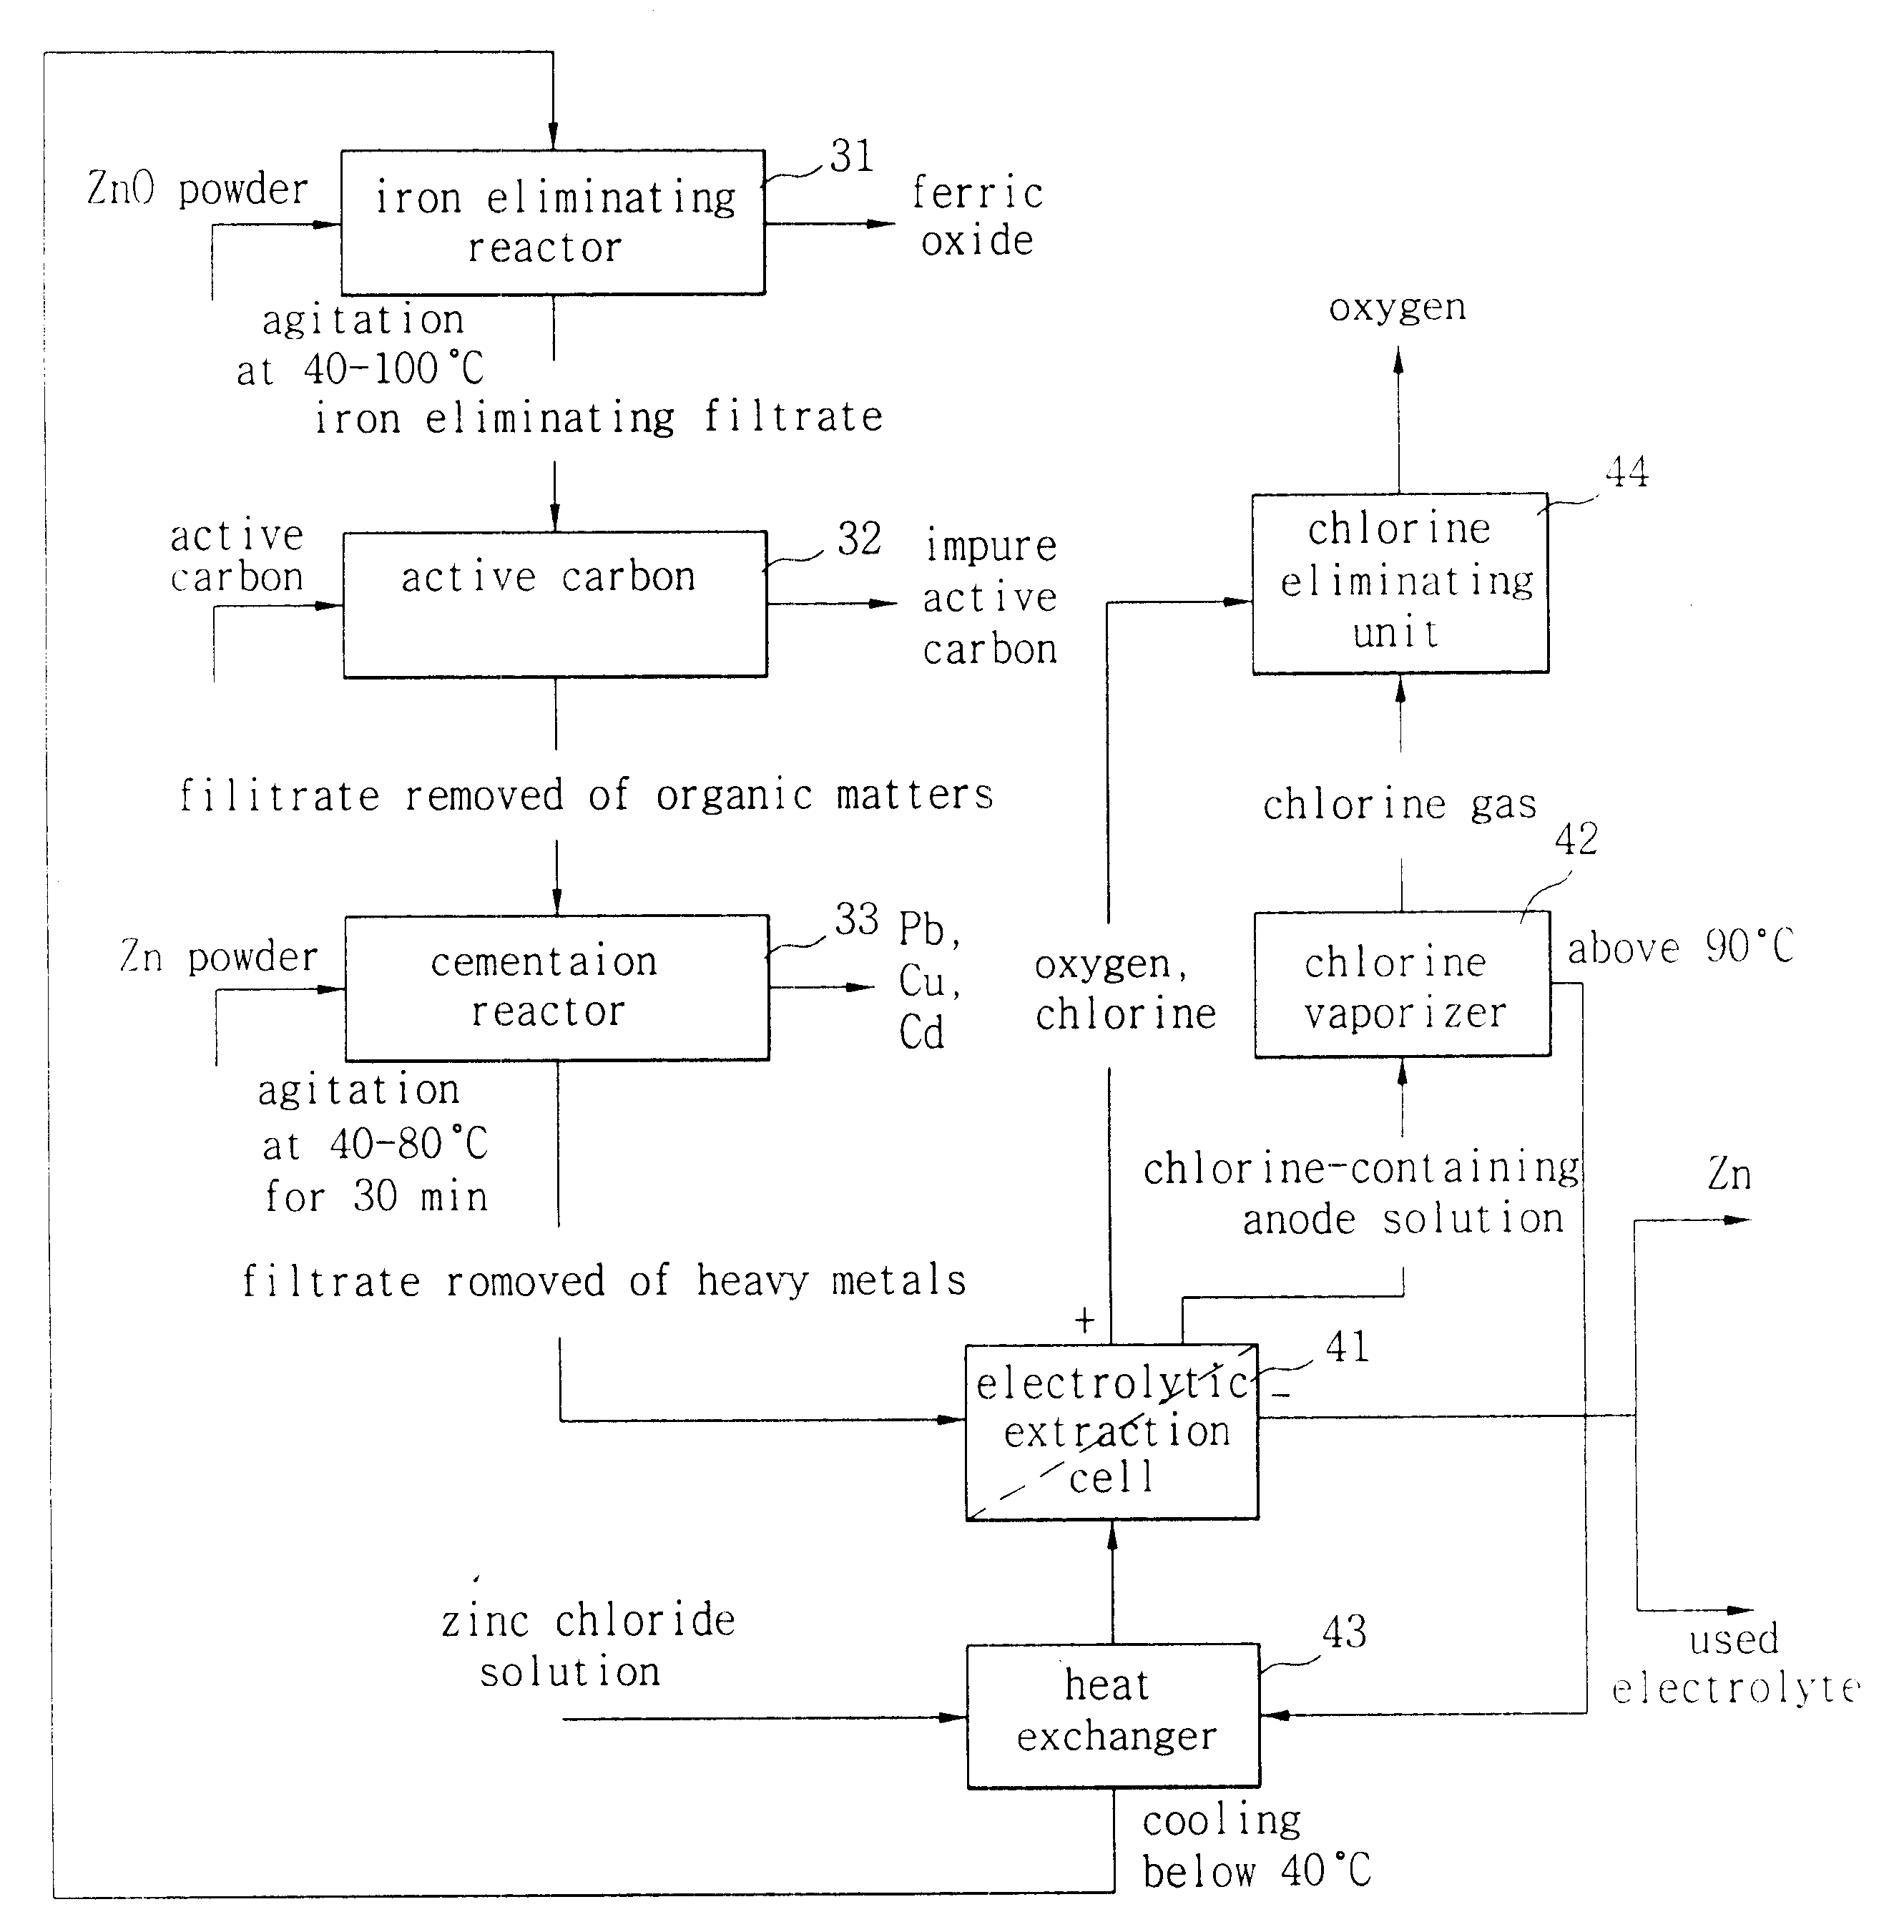 31
ZnO powder
iron eliminating
reactor
ferric
oxide
agitation
at 40-100°C
iron eliminating filtrate
oxygen
44
active
carbon
active carbon
32
impure
active
carbon
chlorine
eliminating
unit
filitrate removed of organic matters
chlorine gas
42
Zn powder
cementaion
reactor
33
Pb,
Cu,
Cd
oxygen,
chlorine
chlorine
vaporizer
above 90°C
agitation
at 40-80°C
for 30 min
chlorine-containing
anode solution
Zn
filtrate romoved of heavy metals
+
41
electrolytic
extraction
cell
-
zinc chloride
solution
43
heat
exchanger
used
electrolyte
cooling
below 40°C